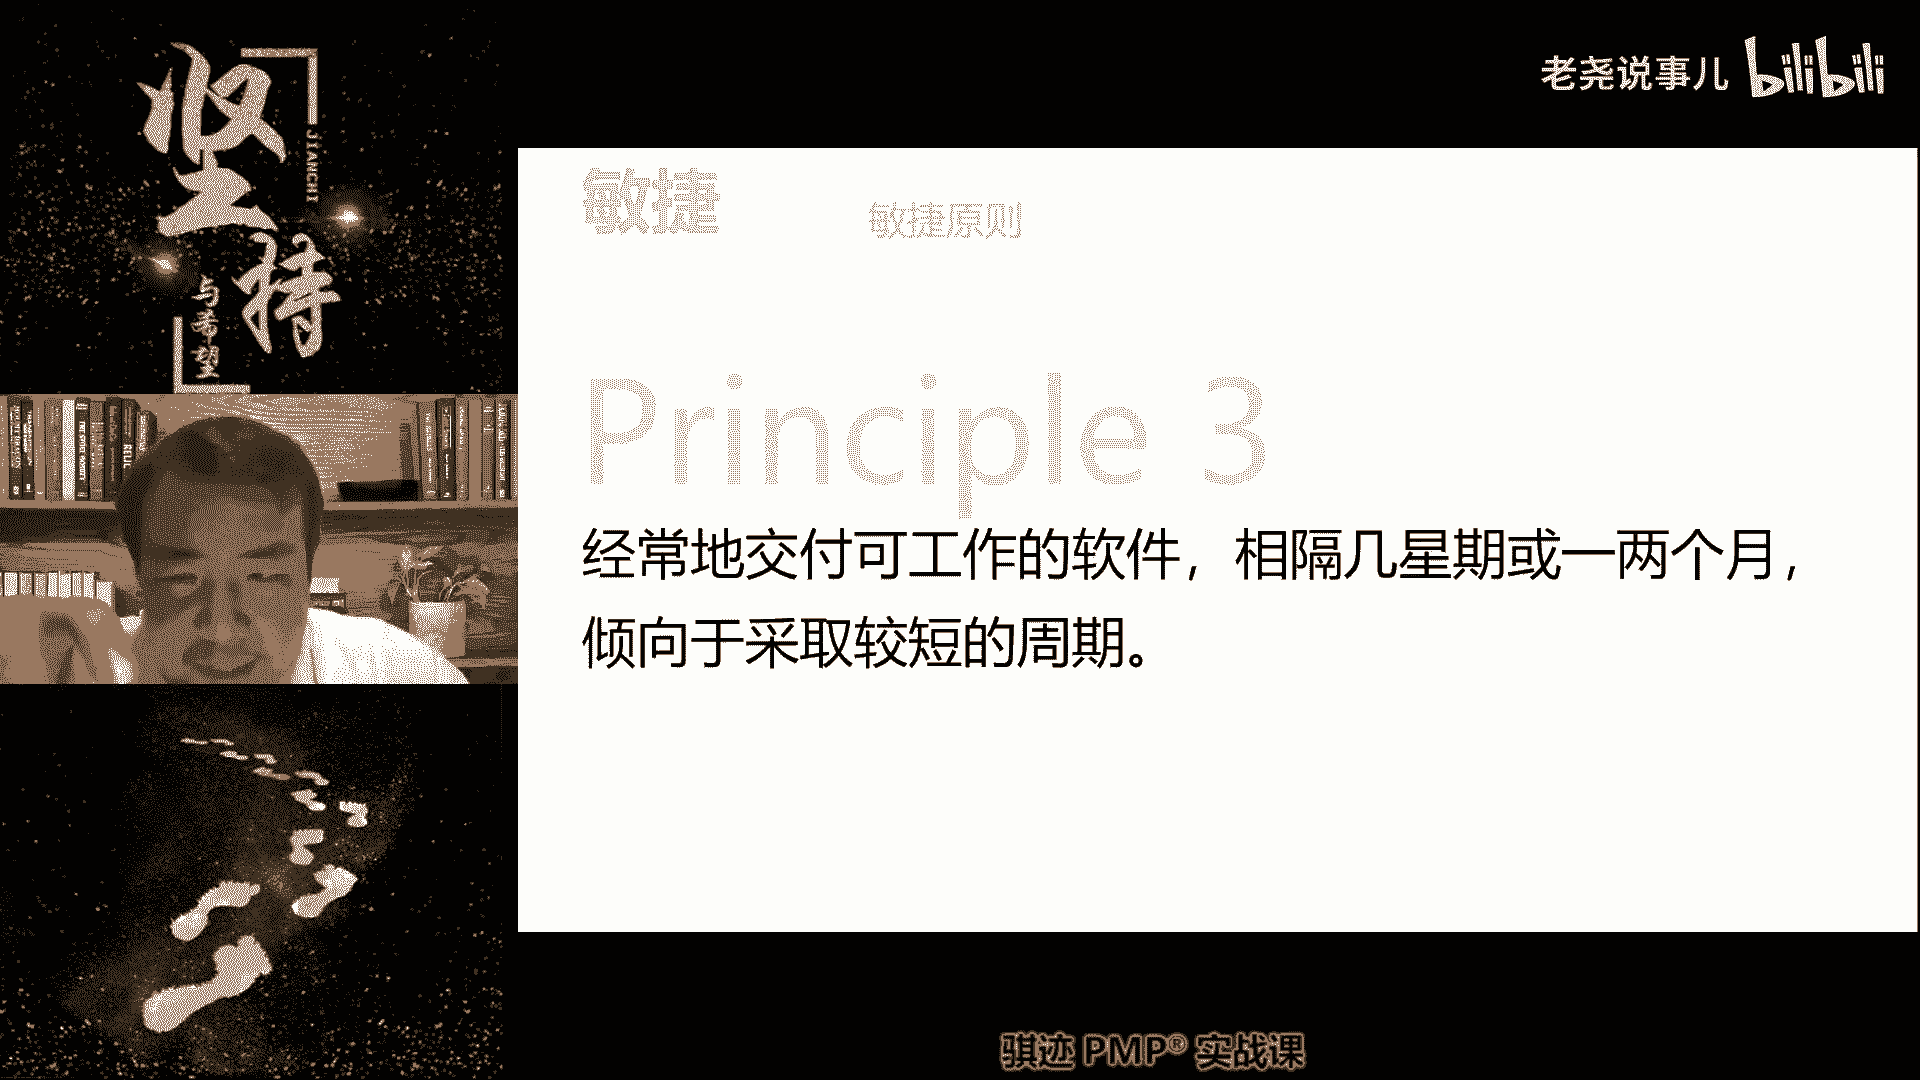 坚持
JIANCHI
与希望
老尧说事儿 bilibili
敏捷
敏捷原则
Principle 3
经常地交付可工作的软件，相隔几星期或一两个月，
倾向于采取较短的周期。
骐迹 PMP® 实战课